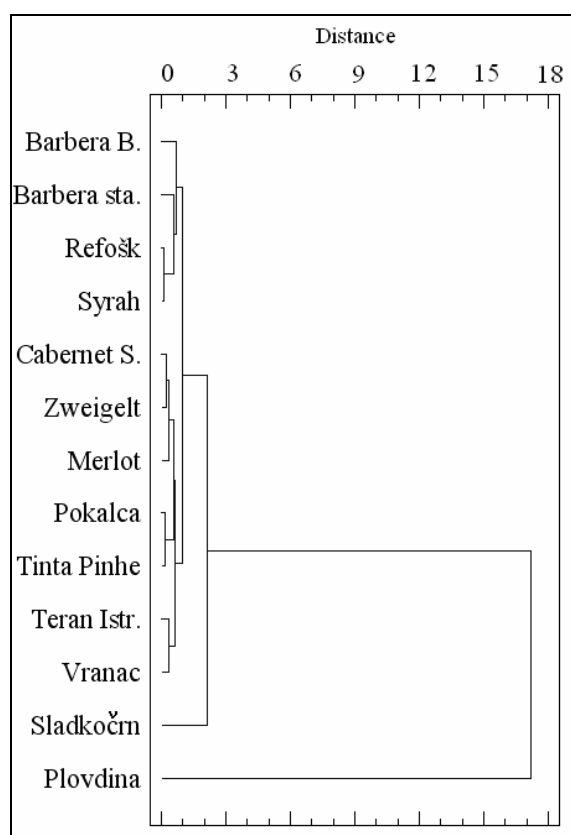 Distance
0 3 6 9 12 15 18
Barbera B.
Barbera sta.
Refošk
Syrah
Cabernet S.
Zweigelt
Merlot
Pokalca
Tinta Pinhe
Teran Istr.
Vranac
Sladkočrn
Plovdina